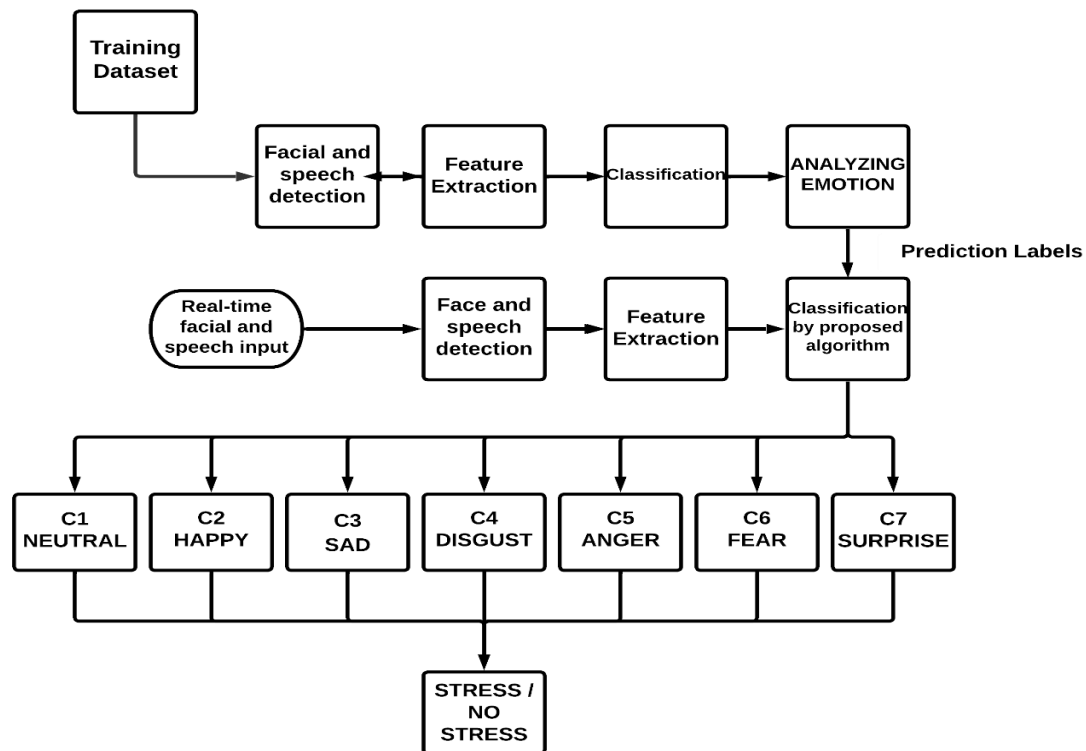 Training
Dataset
Facial and
speech
detection
Feature
Extraction
Classification
ANALYZING
EMOTION
Prediction Labels
Real-time
facial and
speech input
Face and
speech
detection
Feature
Extraction
Classification
by proposed
algorithm
C1
NEUTRAL
C2
HAPPY
C3
SAD
C4
DISGUST
C5
ANGER
C6
FEAR
C7
SURPRISE
STRESS /
NO
STRESS